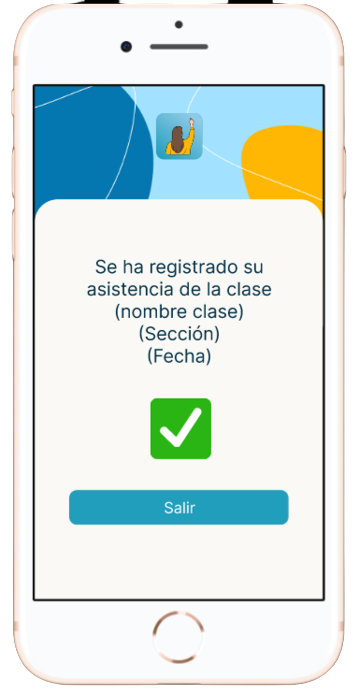 Se ha registrado su
asistencia de la clase
(nombre clase)
(Sección)
(Fecha)
Salir